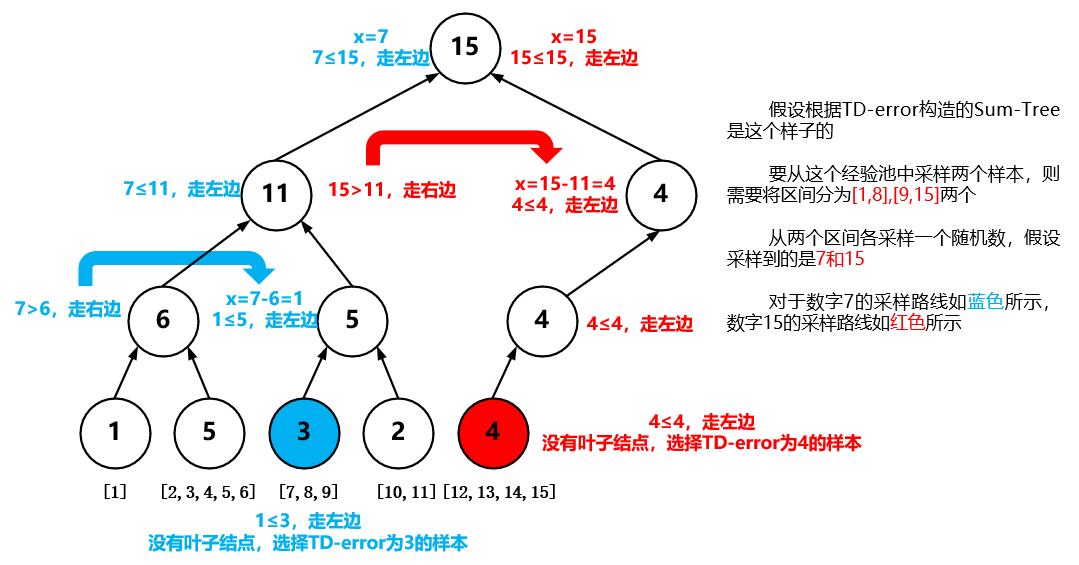 x=7
7≤15，走左边
15
x=15
15≤15，走左边
假设根据TD-error构造的Sum-Tree
是这个样子的
要从这个经验池中采样两个样本，则
需要将区间分为[1,8],[9,15]两个
从两个区间各采样一个随机数，假设
采样到的是7和15
对于数字7的采样路线如蓝色所示，
数字15的采样路线如红色所示
7≤11，走左边
11
15>11，走右边
x=15-11=4
4≤4，走左边
4
7>6，走右边
6
x=7-6=1
1≤5，走左边
5
4
4≤4，走左边
1
5
3
2
4
4≤4，走左边
没有叶子结点，选择TD-error为4的样本
[1]
[2, 3, 4, 5, 6]
[7, 8, 9]
[10, 11]
[12, 13, 14, 15]
1≤3，走左边
没有叶子结点，选择TD-error为3的样本